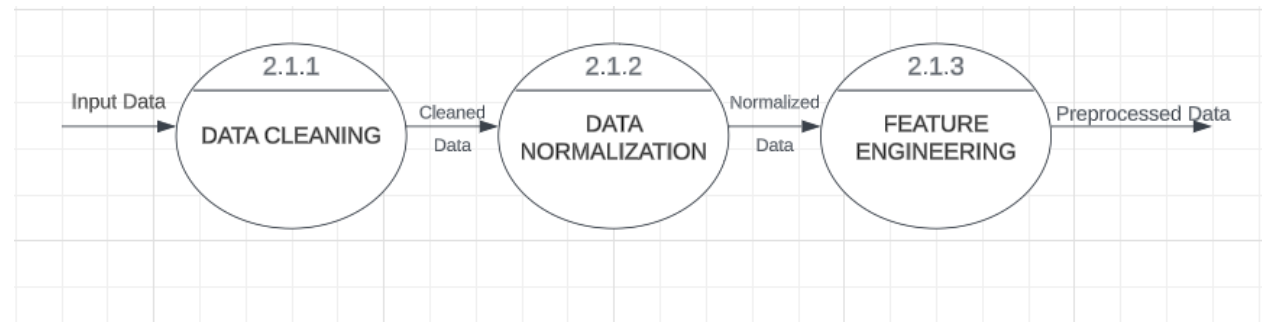 Input Data
2.1.1
DATA CLEANING
Cleaned
Data
2.1.2
DATA
NORMALIZATION
Normalized
Data
2.1.3
FEATURE
ENGINEERING
Preprocessed Data